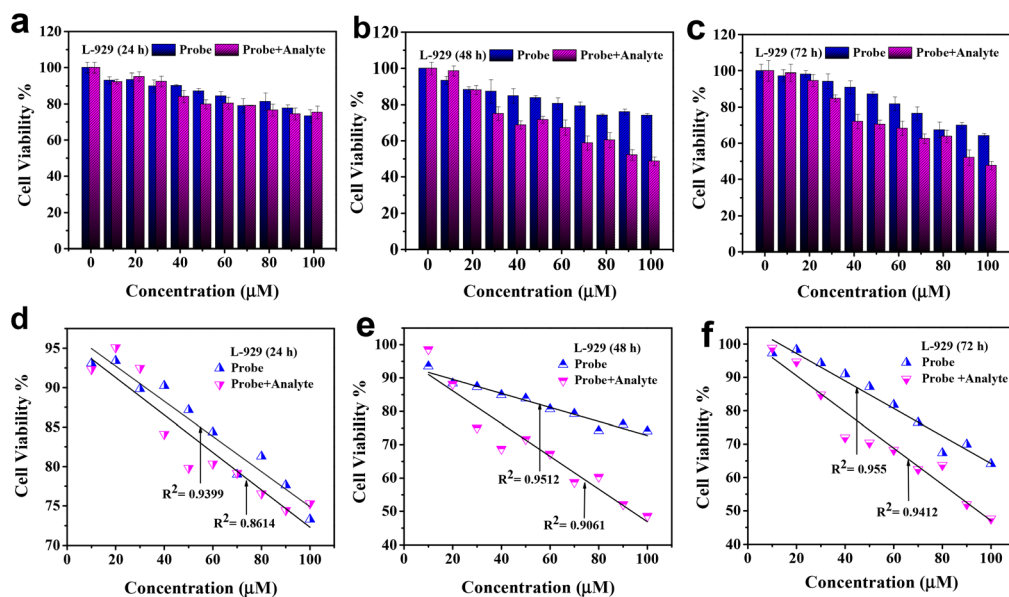 a
L-929 (24 h) Probe Probe+Analyte
Cell Viability %
120
100
80
60
40
20
0
0 20 40 60 80 100
Concentration (μM)
b
L-929 (48 h) Probe Probe+Analyte
Cell Viability %
120
100
80
60
40
20
0
0 20 40 60 80 100
Concentration (μM)
c
L-929 (72 h) Probe Probe+Analyte
Cell Viability %
120
100
80
60
40
20
0
0 20 40 60 80 100
Concentration (μM)
d
L-929 (24 h)
Probe
Probe+Analyte
Cell Viability %
95
90
85
80
75
70
R²= 0.9399
R²= 0.8614
0 20 40 60 80 100
Concentration (μM)
e
L-929 (48 h)
Probe
Probe+Analyte
Cell Viability %
100
90
80
70
60
50
40
R²= 0.9512
R²= 0.9061
0 20 40 60 80 100
Concentration (μM)
f
L-929 (72 h)
Probe
Probe +Analyte
Cell Viability %
100
90
80
70
60
50
40
R²= 0.955
R²= 0.9412
0 20 40 60 80 100
Concentration (μM)